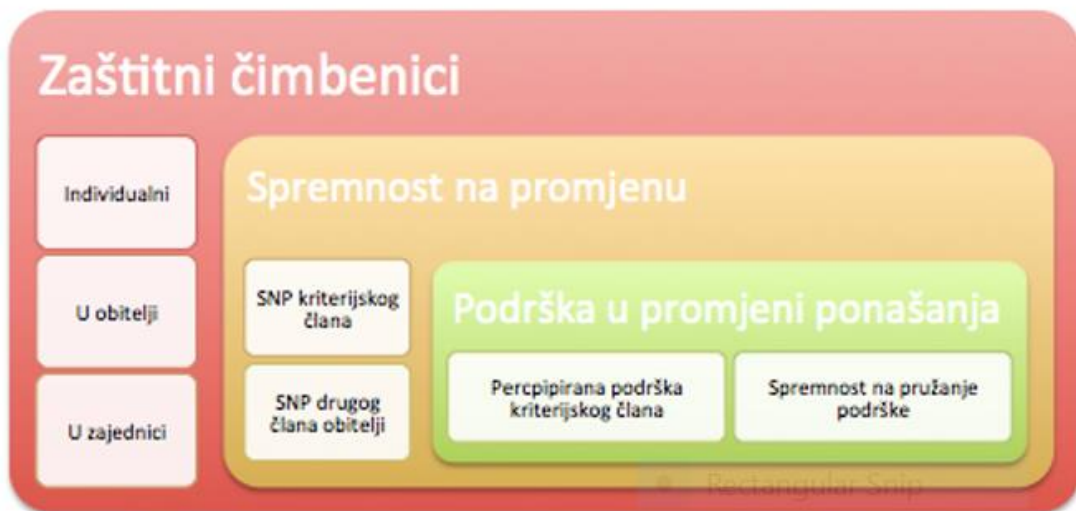 Zaštitni čimbenici
Individualni
U obitelji
U zajednici
Spremnost na promjenu
SNP kriterijskog
člana
SNP drugog
člana obitelji
Podrška u promjeni ponašanja
Percpipirana podrška
kriterijskog člana
Spremnost na pružanje
podrške
Rectangular Snip